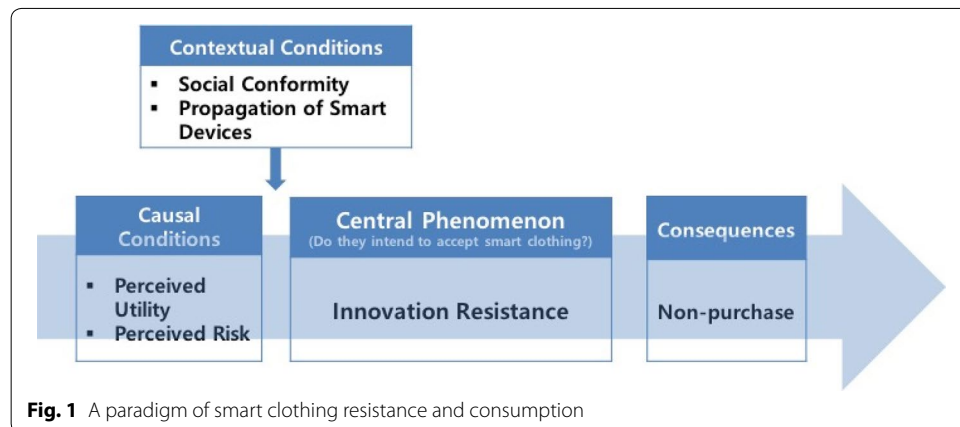 Contextual Conditions
▪ Social Conformity
▪ Propagation of Smart
Devices
Causal
Conditions
▪ Perceived
Utility
▪ Perceived Risk
Central Phenomenon
(Do they intend to accept smart clothing?)
Innovation Resistance
Consequences
Non-purchase
Fig. 1 A paradigm of smart clothing resistance and consumption